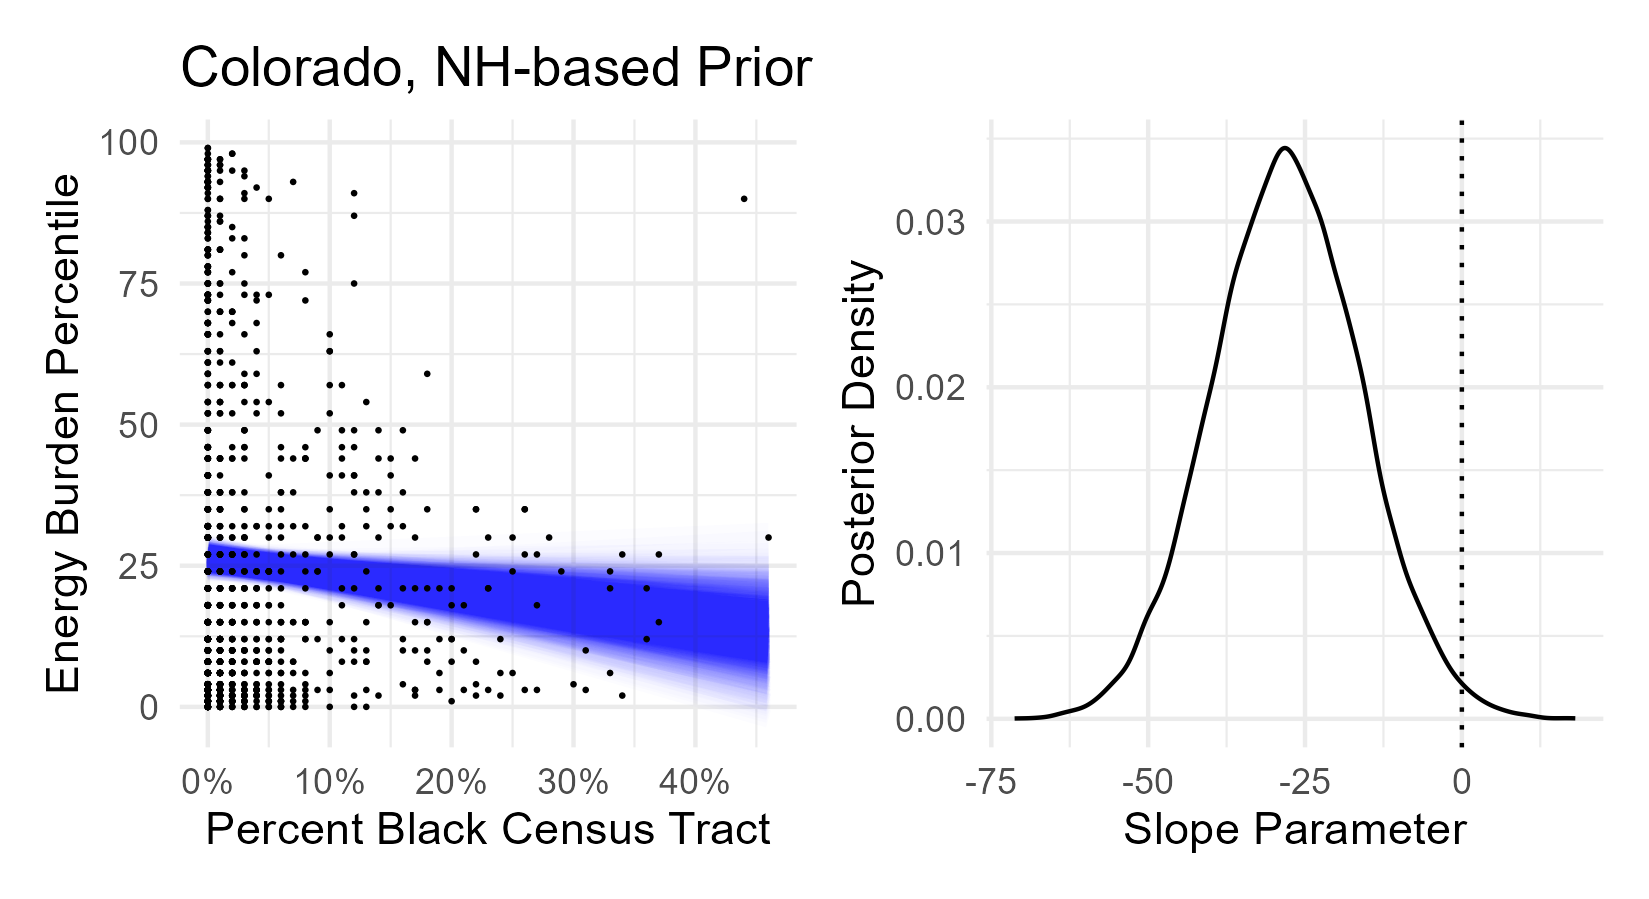 Colorado, NH-based Prior
Energy Burden Percentile
100
75
50
25
0
0% 10% 20% 30% 40%
Percent Black Census Tract
Posterior Density
0.03
0.02
0.01
0.00
-75 -50 -25 0
Slope Parameter